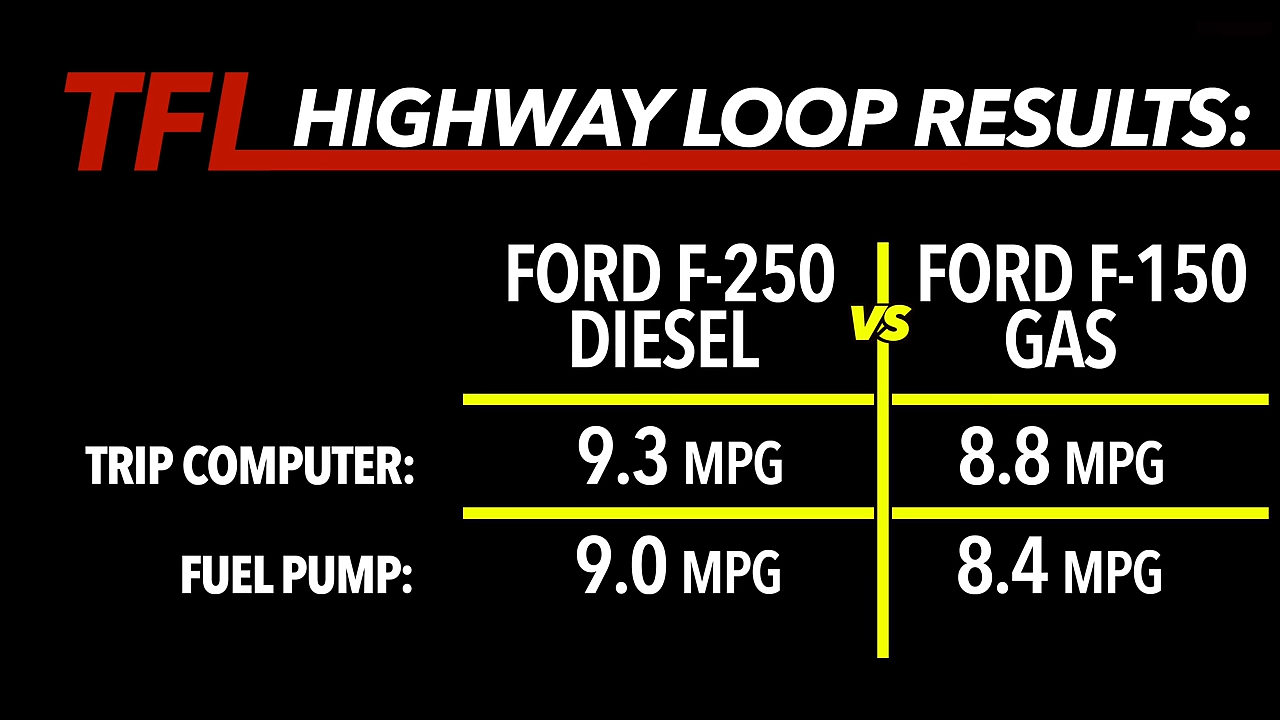 TFL HIGHWAY LOOP RESULTS:
FORD F-250 DIESEL VS FORD F-150 GAS
TRIP COMPUTER: 9.3 MPG 8.8 MPG
FUEL PUMP: 9.0 MPG 8.4 MPG